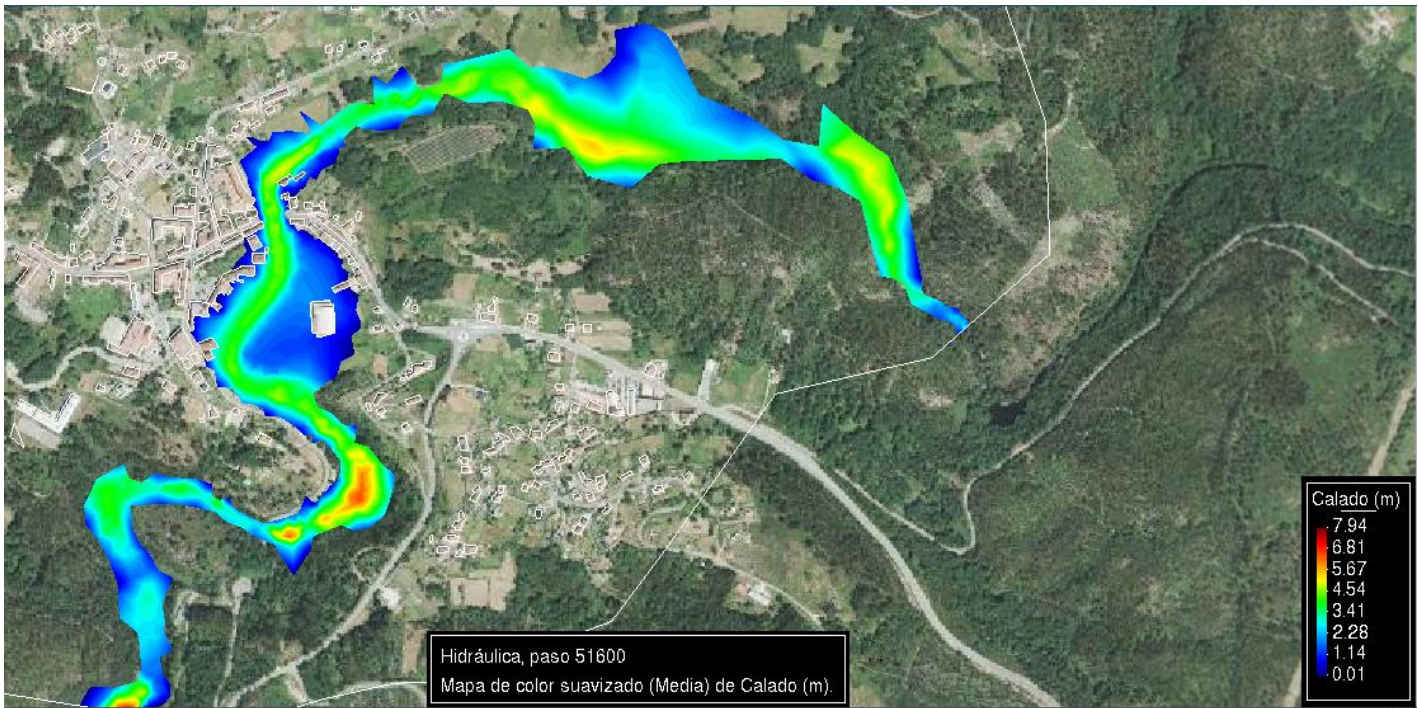 Calado (m)
7.94
6.81
5.67
4.54
3.41
2.28
1.14
0.01
Hidráulica, paso 51600
Mapa de color suavizado (Media) de Calado (m).